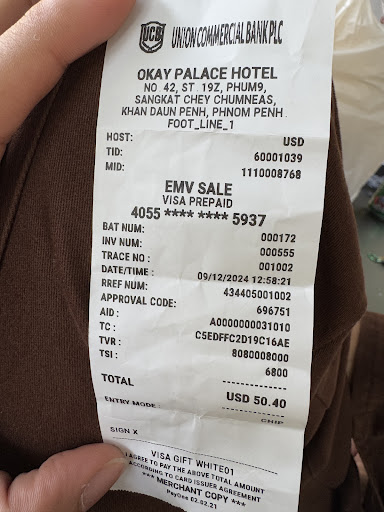 UCB UNION COMMERCIAL BANK PLC
OKAY PALACE HOTEL
NO. 42, ST. 19Z, PHUM9,
SANGKAT CHEY CHUMNEAS,
KHAN DAUN PENH, PHNOM PENH
FOOT_LINE_1
HOST: USD
TID: 60001039
MID: 1110008768
EMV SALE
VISA PREPAID
4055 **** **** 5937
BAT NUM: 000172
INV NUM: 000555
TRACE NO : 001002
DATE/TIME : 09/12/2024 12:58:21
RREF NUM: 434405001002
APPROVAL CODE: 696751
AID : A0000000031010
TC : C5EDFFC2D19C16AE
TVR : 8080008000
TSI : 6800
------------
TOTAL USD 50.40
------------
ENTRY MODE : CHIP
SIGN X
VISA GIFT WHITE01
I AGREE TO PAY THE ABOVE TOTAL AMOUNT
ACCORDING TO CARD ISSUER AGREEMENT
*** MERCHANT COPY ***
PayOne 02.02.21